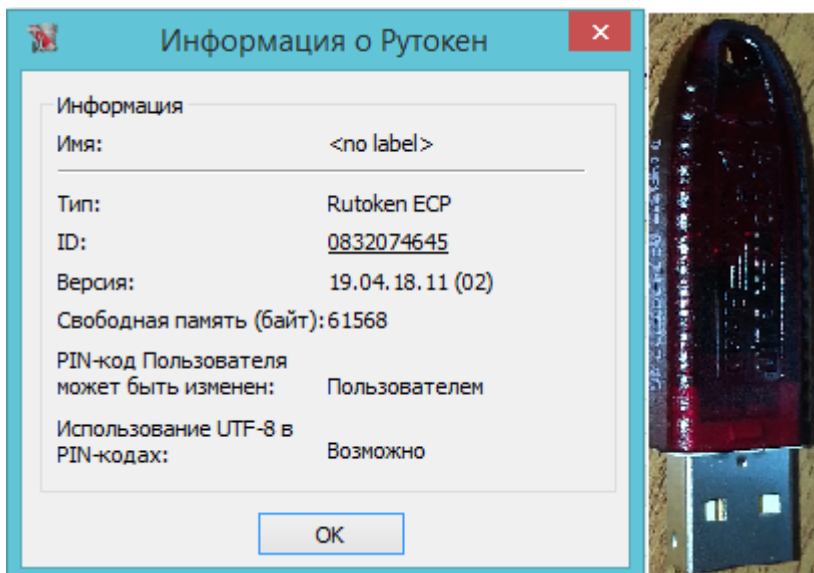 Информация о Рутокен
Информация
Имя: <no label>
Тип: Rutoken ECP
ID: 0832074645
Версия: 19.04.18.11 (02)
Свободная память (байт): 61568
PIN-код Пользователя
может быть изменен: Пользователем
Использование UTF-8 в
PIN-кодах: Возможно
OK